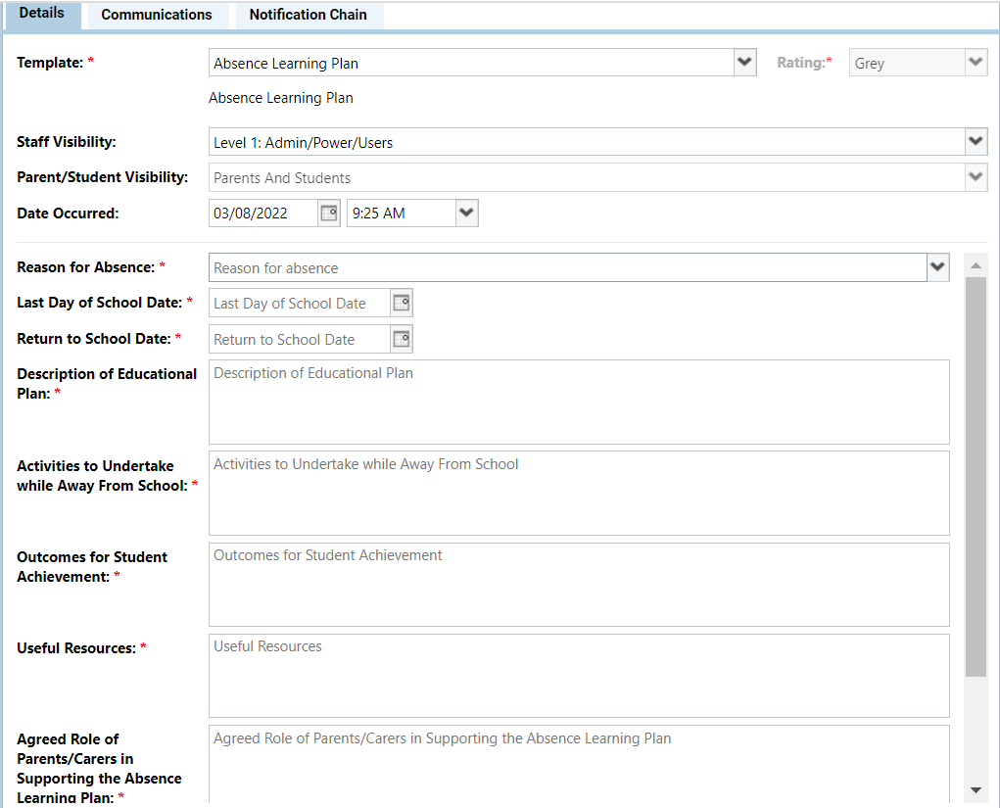 Details Communications Notification Chain
Template: * Absence Learning Plan Rating:* Grey
Absence Learning Plan
Staff Visibility: Level 1: Admin/Power/Users
Parent/Student Visibility: Parents And Students
Date Occurred: 03/08/2022 9:25 AM
Reason for Absence: * Reason for absence
Last Day of School Date: * Last Day of School Date
Return to School Date: * Return to School Date
Description of Educational
Plan: *
Description of Educational Plan
Activities to Undertake
while Away From School: *
Activities to Undertake while Away From School
Outcomes for Student
Achievement: *
Outcomes for Student Achievement
Useful Resources: * Useful Resources
Agreed Role of
Parents/Carers in
Supporting the Absence
Learning Plan: *
Agreed Role of Parents/Carers in Supporting the Absence Learning Plan